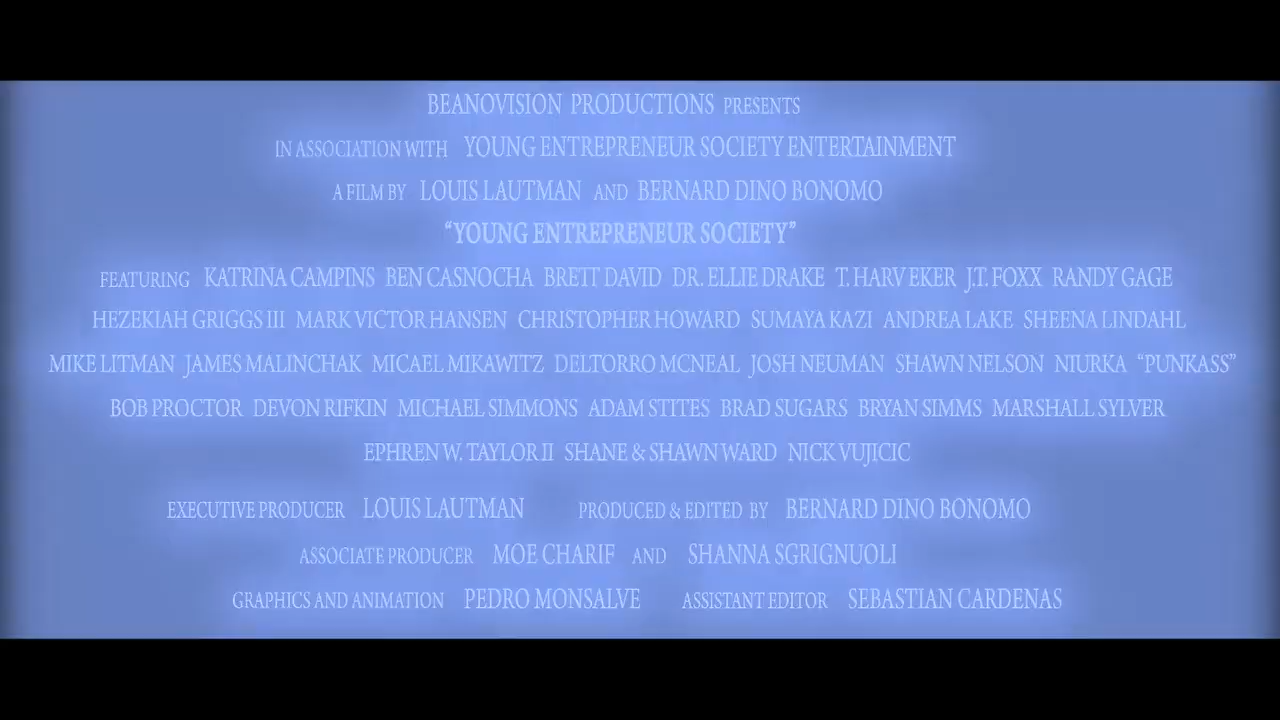 BEANOVISION PRODUCTIONS PRESENTS
IN ASSOCIATION WITH YOUNG ENTREPRENEUR SOCIETY ENTERTAINMENT
A FILM BY LOUIS LAUTMAN AND BERNARD DINO BONOMO
“YOUNG ENTREPRENEUR SOCIETY”
FEATURING KATRINA CAMPINS BEN CASNOCHA BRETT DAVID DR. ELLIE DRAKE T. HARV EKER J.T. FOXX RANDY GAGE
HEZEKIAH GRIGGS III MARK VICTOR HANSEN CHRISTOPHER HOWARD SUMAYA KAZI ANDREA LAKE SHEENA LINDAHL
MIKE LITMAN JAMES MALINCHAK MICAEL MIKAWITZ DELTORRO MCNEAL JOSH NEUMAN SHAWN NELSON NIURKA “PUNKASS”
BOB PROCTOR DEVON RIFKIN MICHAEL SIMMONS ADAM STITES BRAD SUGARS BRYAN SIMMS MARSHALL SYLVER
EPHREN W. TAYLOR II SHANE & SHAWN WARD NICK VUJICIC
EXECUTIVE PRODUCER LOUIS LAUTMAN PRODUCED & EDITED BY BERNARD DINO BONOMO
ASSOCIATE PRODUCER MOE CHARIF AND SHANNA SGRIGNUOLI
GRAPHICS AND ANIMATION PEDRO MONSALVE ASSISTANT EDITOR SEBASTIAN CARDENAS